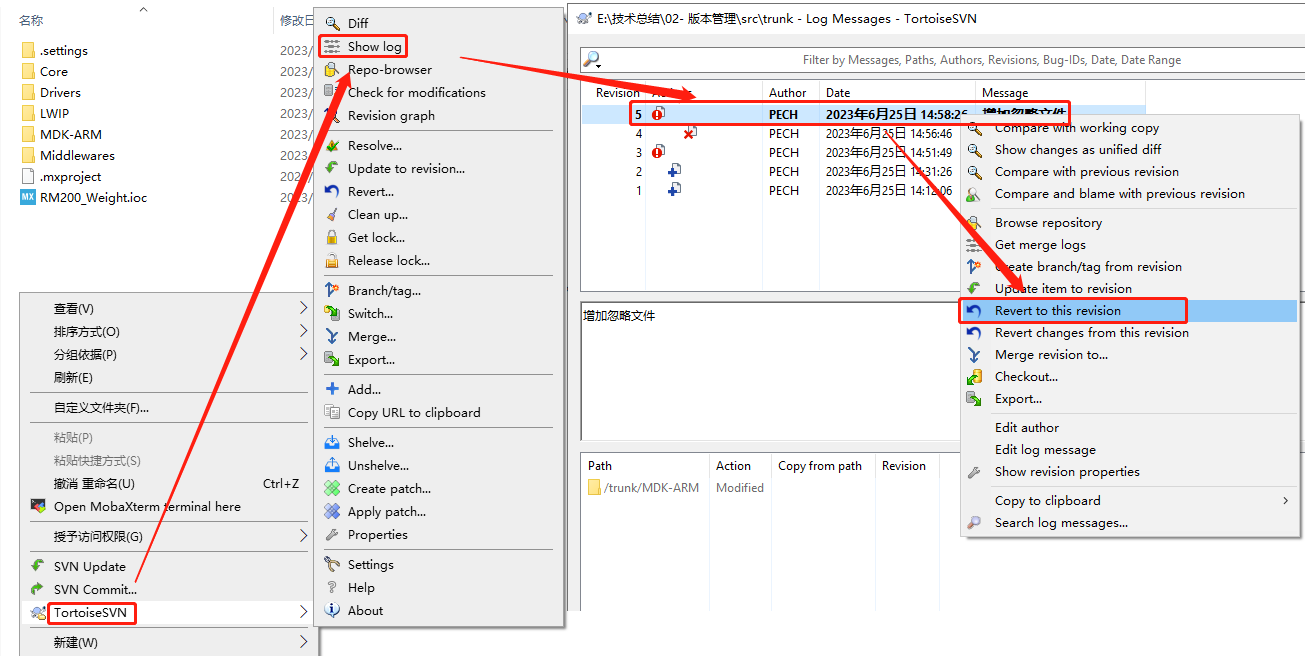 名称
修改日
.settings
2023/
Core
2023/
Drivers
2023/
LWIP
2023/
MDK-ARM
2023/
Middlewares
2023/
.mxproject
2023/
MX
RM200_Weight.ioc
2023/
查看(V)
排序方式(O)
分组依据(P)
刷新(E)
自定义文件夹(F)...
粘贴(P)
粘贴快捷方式(S)
撤消 重命名(U) Ctrl+Z
Open MobaXterm terminal here
授予访问权限(G)
SVN Update
SVN Commit...
TortoiseSVN
新建(W)
Diff
Show log
Repo-browser
Check for modifications
Revision graph
Resolve...
Update to revision...
Revert...
Clean up...
Get lock...
Release lock...
Branch/tag...
Switch...
Merge...
Export...
Add...
Copy URL to clipboard
Shelve...
Unshelve...
Create patch...
Apply patch...
Properties
Settings
Help
About
E:\技术总结\02- 版本管理\src\trunk - Log Messages - TortoiseSVN
Filter by Messages, Paths, Authors, Revisions, Bug-IDs, Date, Date Range
Revision Author Date Message
5 PECH 2023年6月25日 14:58:26 增加忽略文件
4 PECH 2023年6月25日 14:56:46
3 PECH 2023年6月25日 14:51:49
2 PECH 2023年6月25日 14:31:26
1 PECH 2023年6月25日 14:12:06
增加忽略文件
Path Action Copy from path Revision
/trunk/MDK-ARM Modified
Compare with working copy
Show changes as unified diff
Compare with previous revision
Compare and blame with previous revision
Browse repository
Get merge logs
Create branch/tag from revision
Update item to revision
Revert to this revision
Revert changes from this revision
Merge revision to...
Checkout...
Export...
Edit author
Edit log message
Show revision properties
Copy to clipboard
Search log messages...